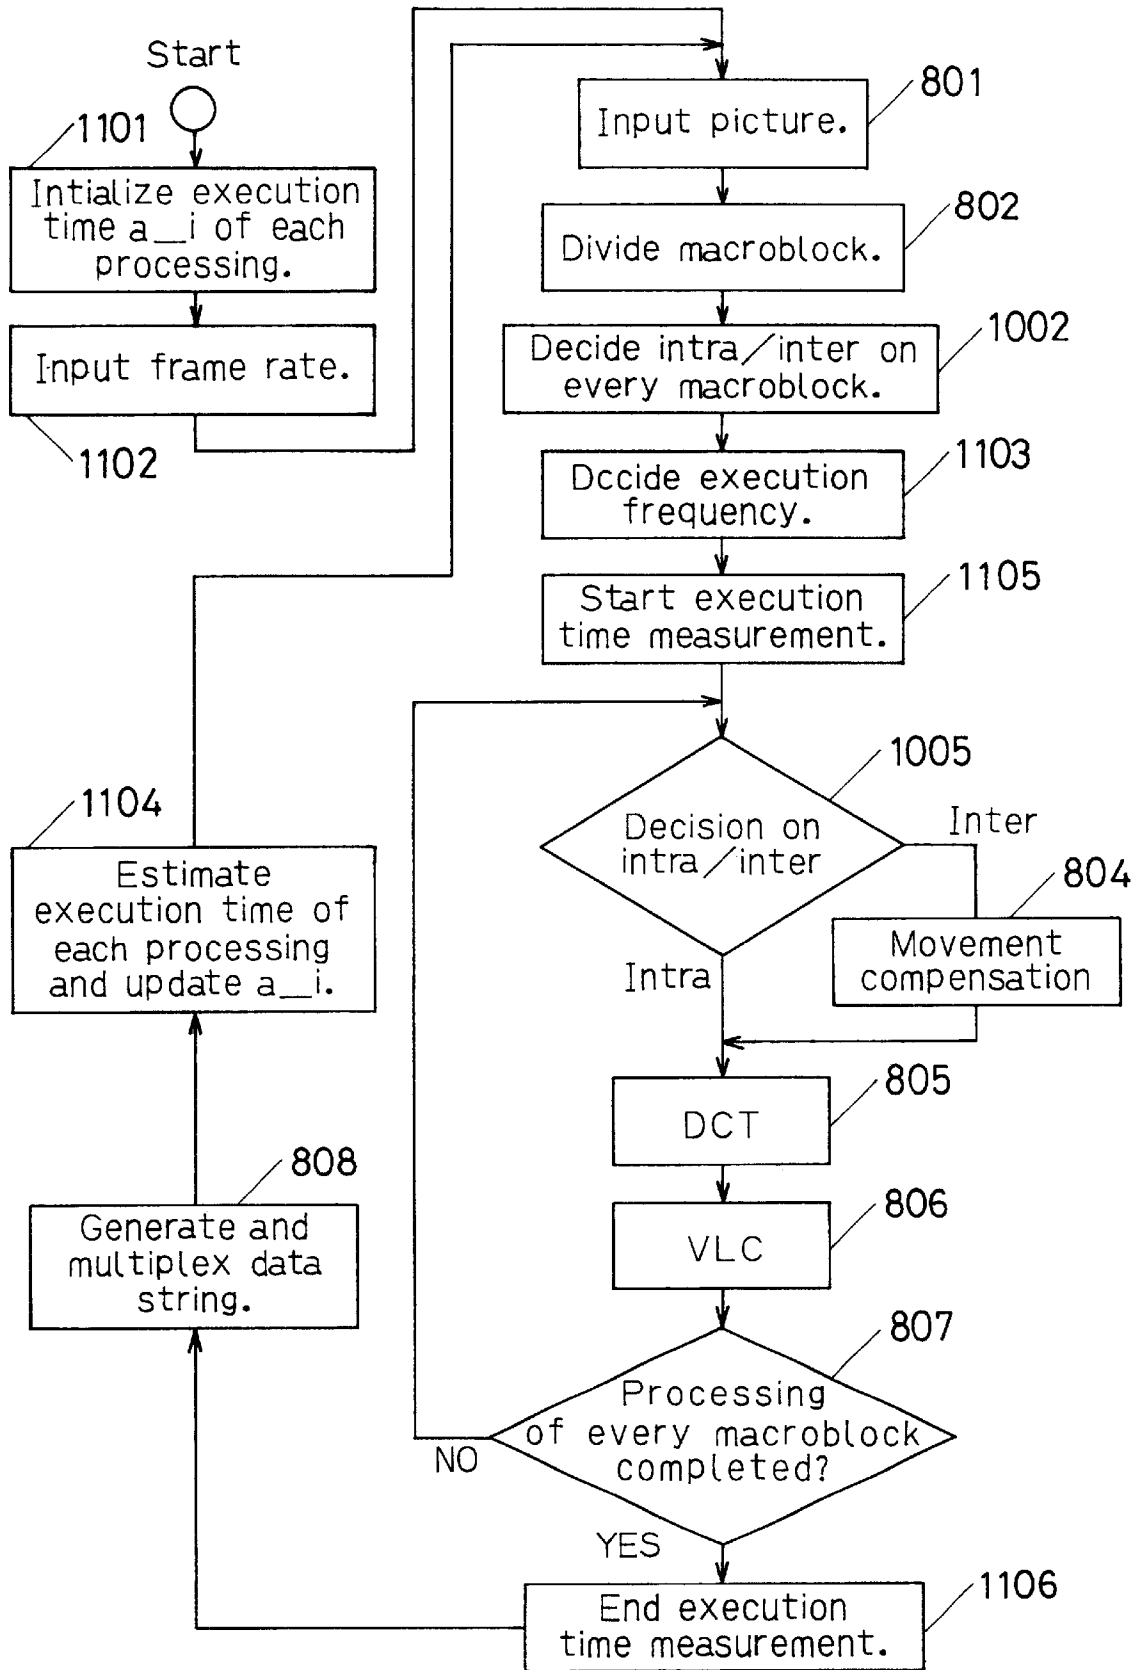 Start
1101
Intialize execution
time a__i of each
processing.
Input frame rate.
1102
801
Input picture.
802
Divide macroblock.
1002
Decide intra/inter on
every macroblock.
1103
Dccide execution
frequency.
1105
Start execution
time measurement.
1005
Decision on
intra/inter
Inter
Intra
804
Movement
compensation
805
DCT
806
VLC
807
Processing
of every macroblock
completed?
NO
YES
1106
End execution
time measurement.
808
Generate and
multiplex data
string.
1104
Estimate
execution time of
each processing
and update a__i.